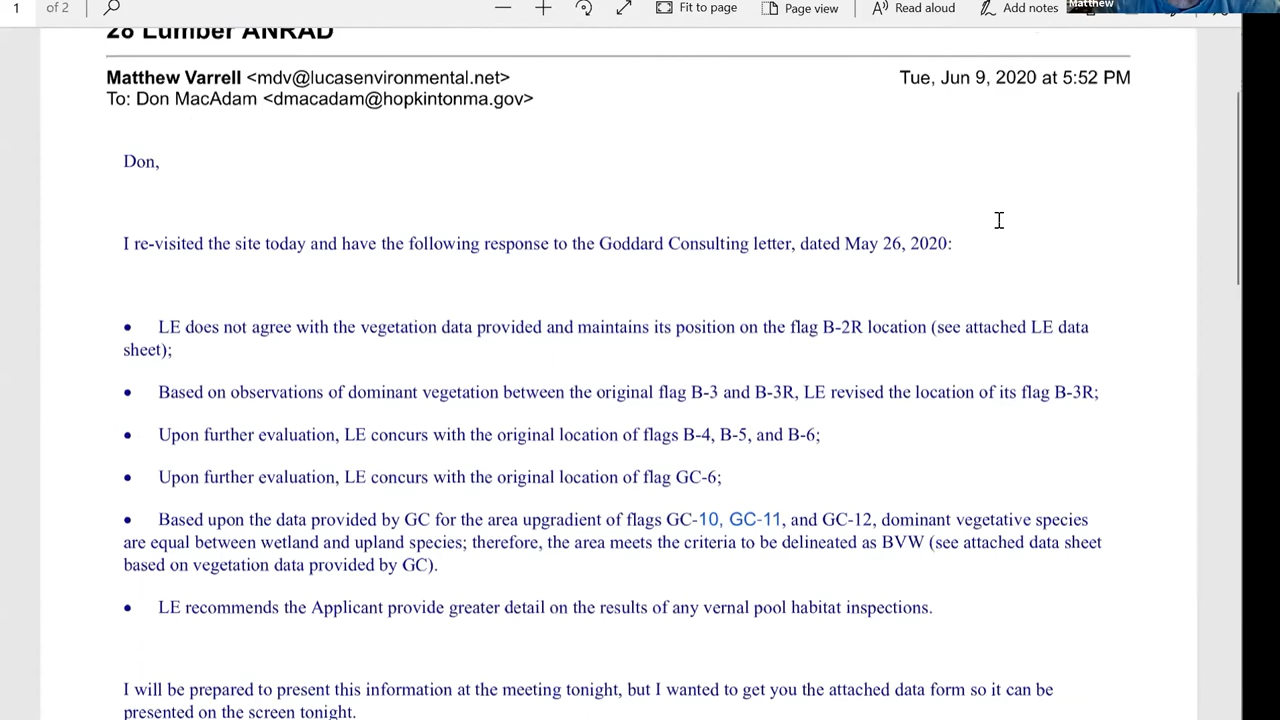 1 of 2 Fit to page Page view Read aloud Add notes
Matthew
28 Lumber ANRAD
Matthew Varrell <mdv@lucasenvironmental.net> Tue, Jun 9, 2020 at 5:52 PM
To: Don MacAdam <dmacadam@hopkintonma.gov>
Don,
I re-visited the site today and have the following response to the Goddard Consulting letter, dated May 26, 2020:
• LE does not agree with the vegetation data provided and maintains its position on the flag B-2R location (see attached LE data
sheet);
• Based on observations of dominant vegetation between the original flag B-3 and B-3R, LE revised the location of its flag B-3R;
• Upon further evaluation, LE concurs with the original location of flags B-4, B-5, and B-6;
• Upon further evaluation, LE concurs with the original location of flag GC-6;
• Based upon the data provided by GC for the area upgradient of flags GC-10, GC-11, and GC-12, dominant vegetative species
are equal between wetland and upland species; therefore, the area meets the criteria to be delineated as BVW (see attached data sheet
based on vegetation data provided by GC).
• LE recommends the Applicant provide greater detail on the results of any vernal pool habitat inspections.
I will be prepared to present this information at the meeting tonight, but I wanted to get you the attached data form so it can be
presented on the screen tonight.